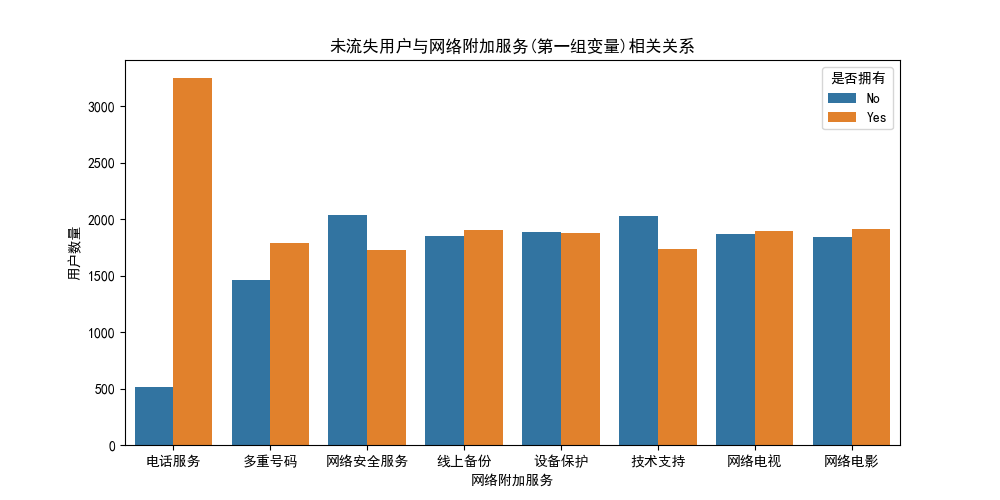 未流失用户与网络附加服务(第一组变量)相关关系
是否拥有
No
Yes
用户数量
3000
2500
2000
1500
1000
500
0
电话服务 多重号码 网络安全服务 线上备份 设备保护 技术支持 网络电视 网络电影
网络附加服务